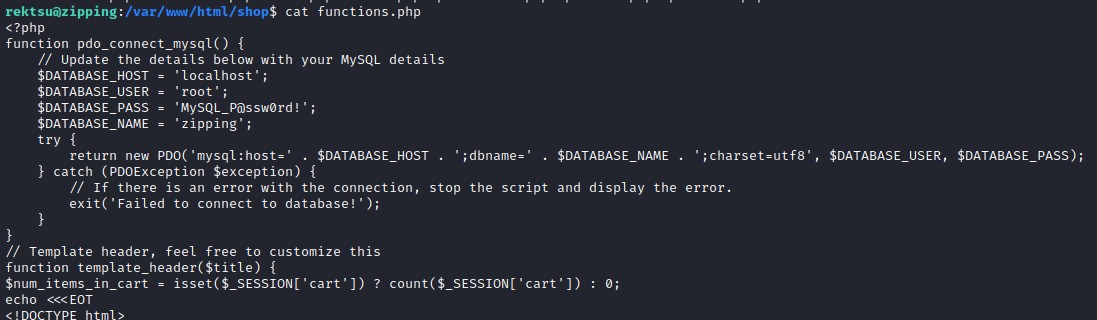 rektsu@zipping:/var/www/html/shop$ cat functions.php
<?php
function pdo_connect_mysql() {
    // Update the details below with your MySQL details
    $DATABASE_HOST = 'localhost';
    $DATABASE_USER = 'root';
    $DATABASE_PASS = 'MySQL_P@ssw0rd!';
    $DATABASE_NAME = 'zipping';
    try {
        return new PDO('mysql:host=' . $DATABASE_HOST . ';dbname=' . $DATABASE_NAME . ';charset=utf8', $DATABASE_USER, $DATABASE_PASS);
    } catch (PDOException $exception) {
        // If there is an error with the connection, stop the script and display the error.
        exit('Failed to connect to database!');
    }
}
// Template header, feel free to customize this
function template_header($title) {
$num_items_in_cart = isset($_SESSION['cart']) ? count($_SESSION['cart']) : 0;
echo <<<EOT
<!DOCTYPE html>